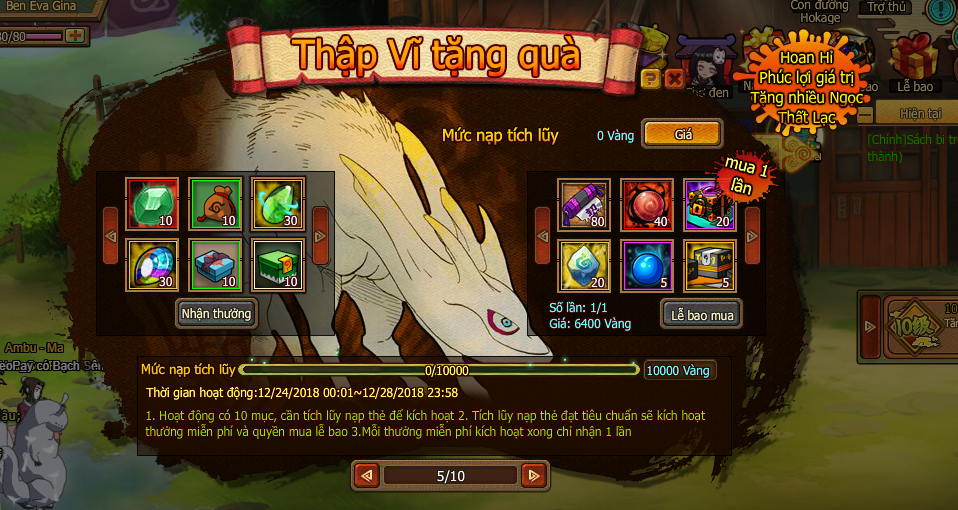 Ben Eva Gina
Con đường
Hokage
Trợ thủ
Thập Vĩ tặng quà
Hoan Hỉ
Phúc lợi giá trị
Tăng nhiều Ngọc
Thất Lạc
Lễ bao
Hiện tại
[Chính]Sách bị
thành)
Mức nạp tích lũy
0 Vàng
Giá
mua 1
lần
10
10
30
30
10
10
Nhận thưởng
80
40
20
20
5
5
Số lần: 1/1
Giá: 6400 Vàng
Lễ bao mua
Ambu - Ma
Mức nạp tích lũy
0/10000
10000 Vàng
Thời gian hoạt động:12/24/2018 00:01~12/28/2018 23:58
1. Hoạt động có 10 mục, cần tích lũy nạp thẻ để kích hoạt 2. Tích lũy nạp thẻ đạt tiêu chuẩn sẽ kích hoạt
thưởng miễn phí và quyền mua lễ bao 3.Mỗi thưởng miễn phí kích hoạt xong chỉ nhận 1 lần
5/10
10级